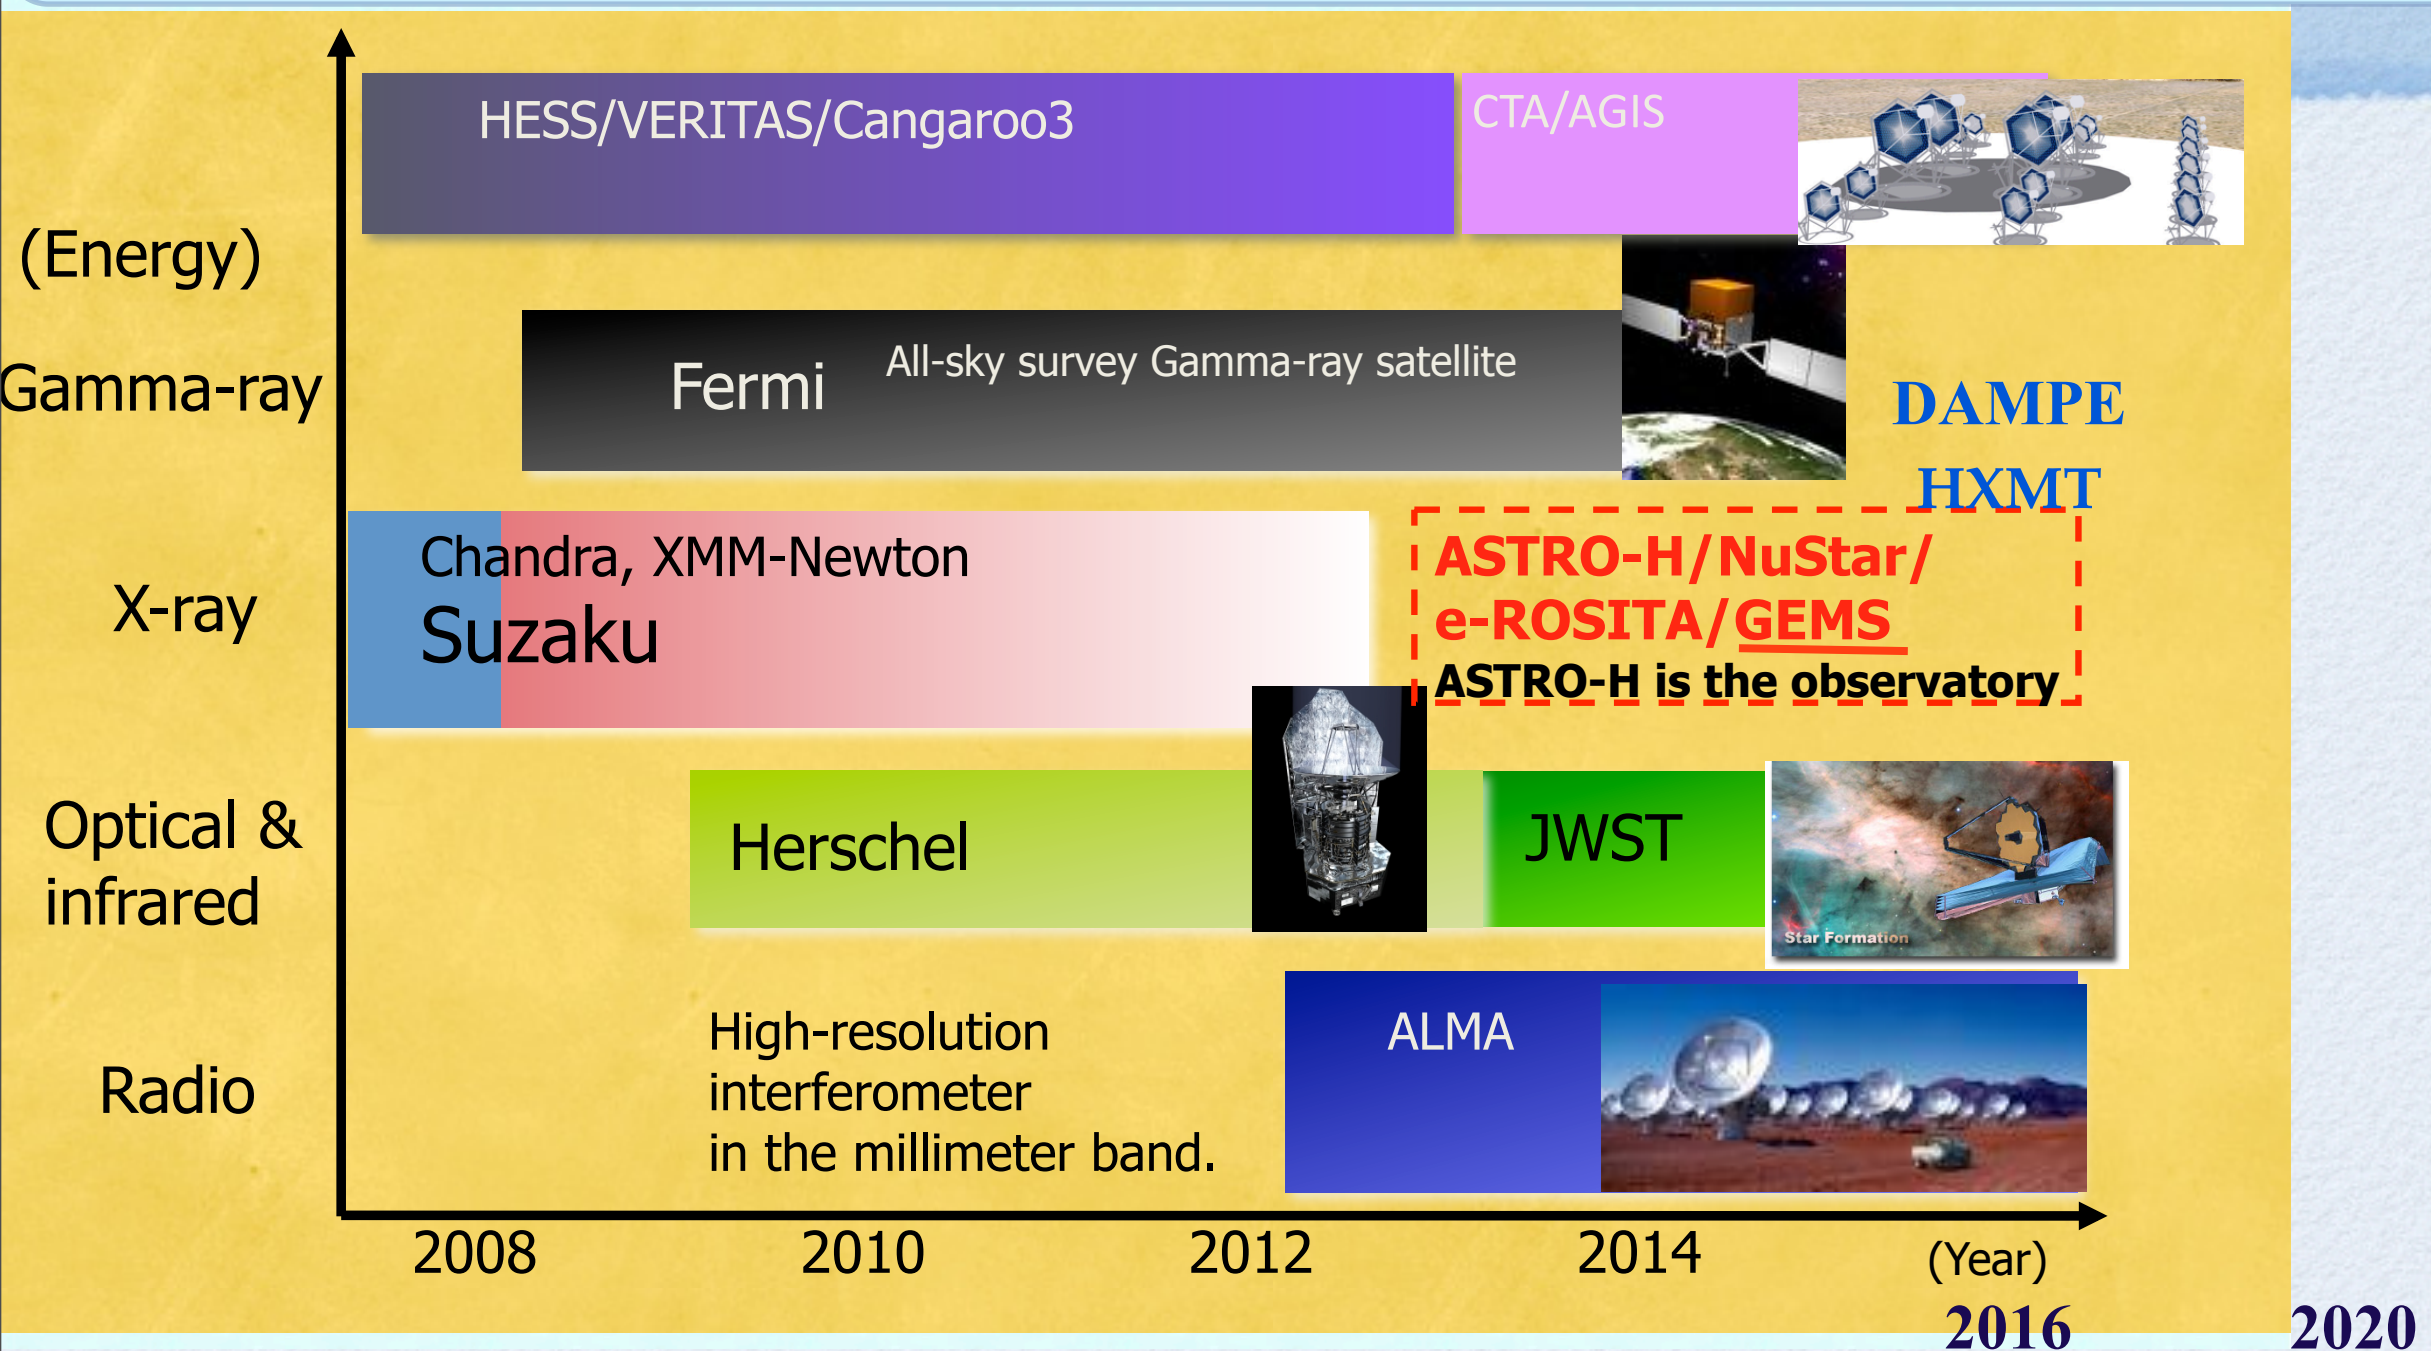 HESS/VERITAS/Cangaroo3
CTA/AGIS
(Energy)
Gamma-ray
Fermi
All-sky survey Gamma-ray satellite
DAMPE
HXMT
X-ray
Chandra, XMM-Newton
Suzaku
ASTRO-H/NuStar/
e-ROSITA/GEMS
ASTRO-H is the observatory
Optical &
infrared
Herschel
JWST
Star Formation
Radio
High-resolution
interferometer
in the millimeter band.
ALMA
2008
2010
2012
2014
(Year)
2016
2020